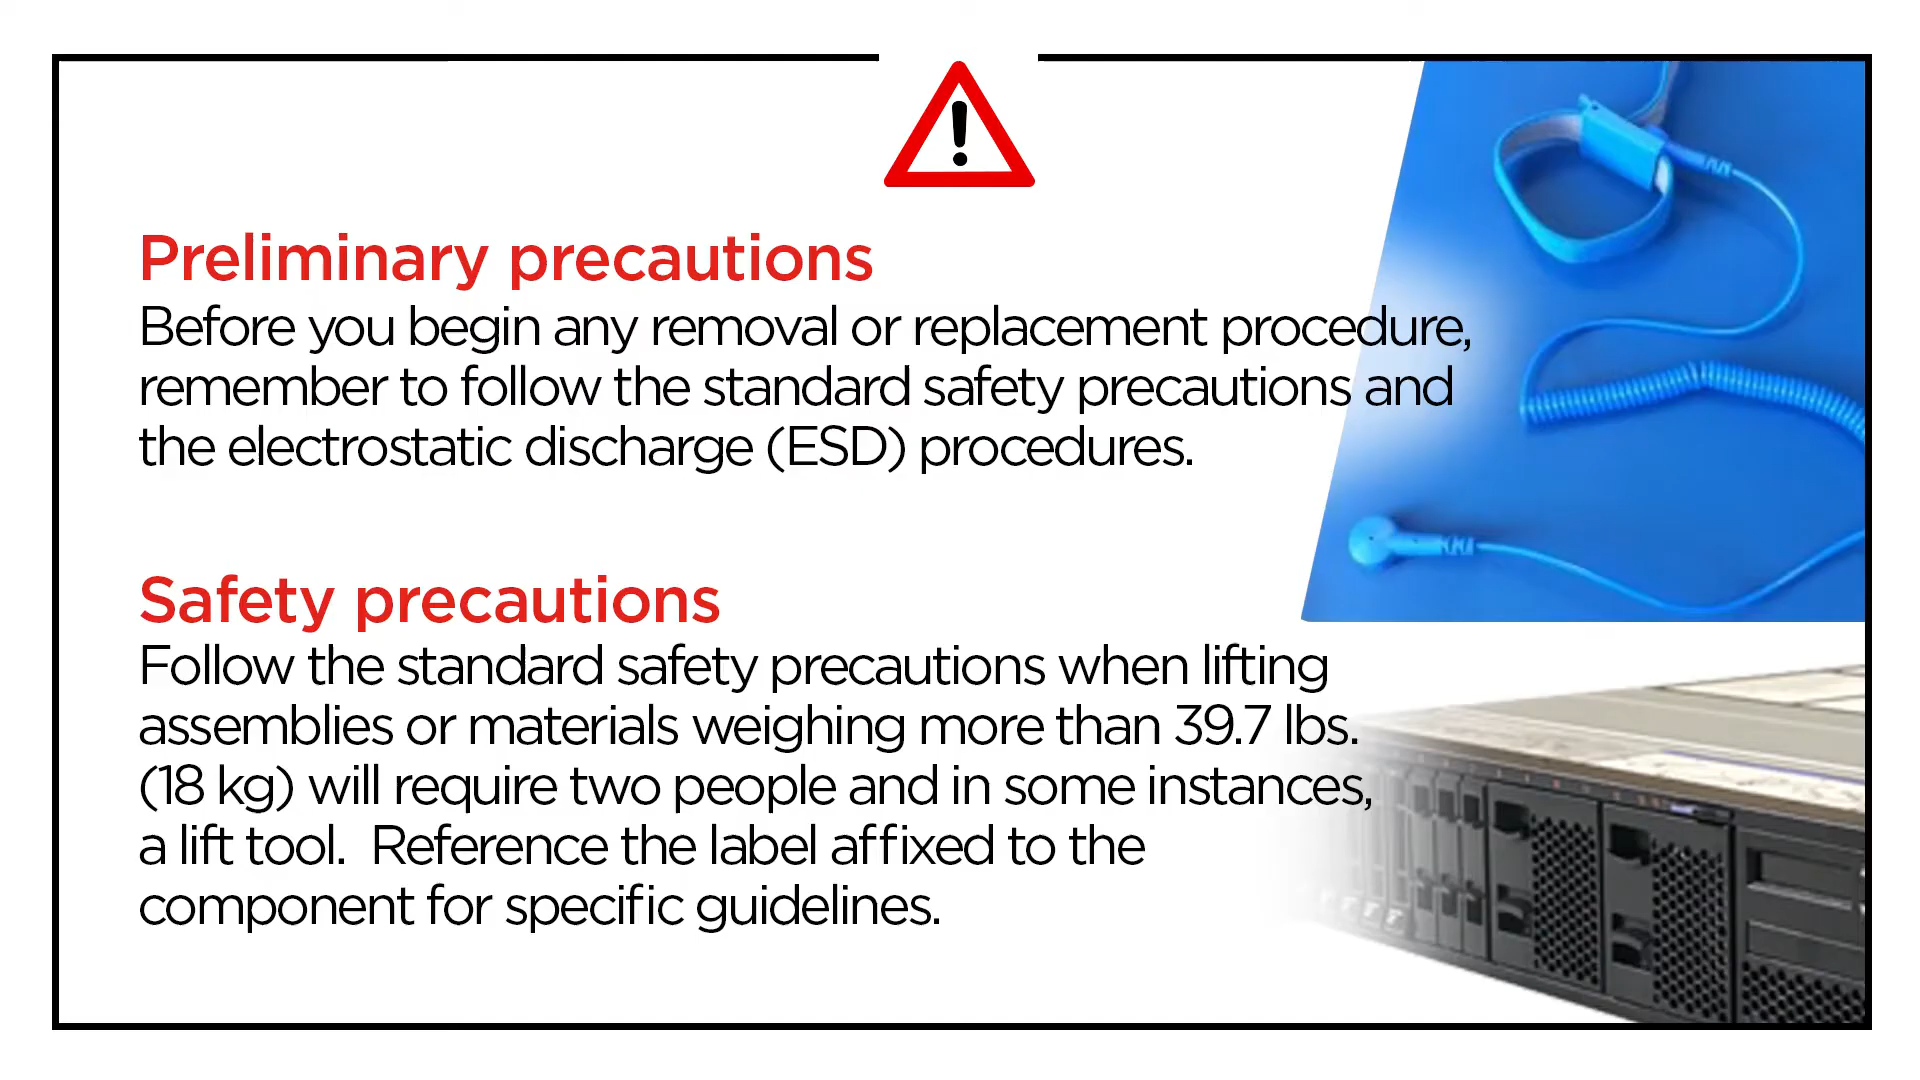 Preliminary precautions
Before you begin any removal or replacement procedure,
remember to follow the standard safety precautions and
the electrostatic discharge (ESD) procedures.
Safety precautions
Follow the standard safety precautions when lifting
assemblies or materials weighing more than 39.7 lbs.
(18 kg) will require two people and in some instances,
a lift tool.  Reference the label affixed to the
component for specific guidelines.